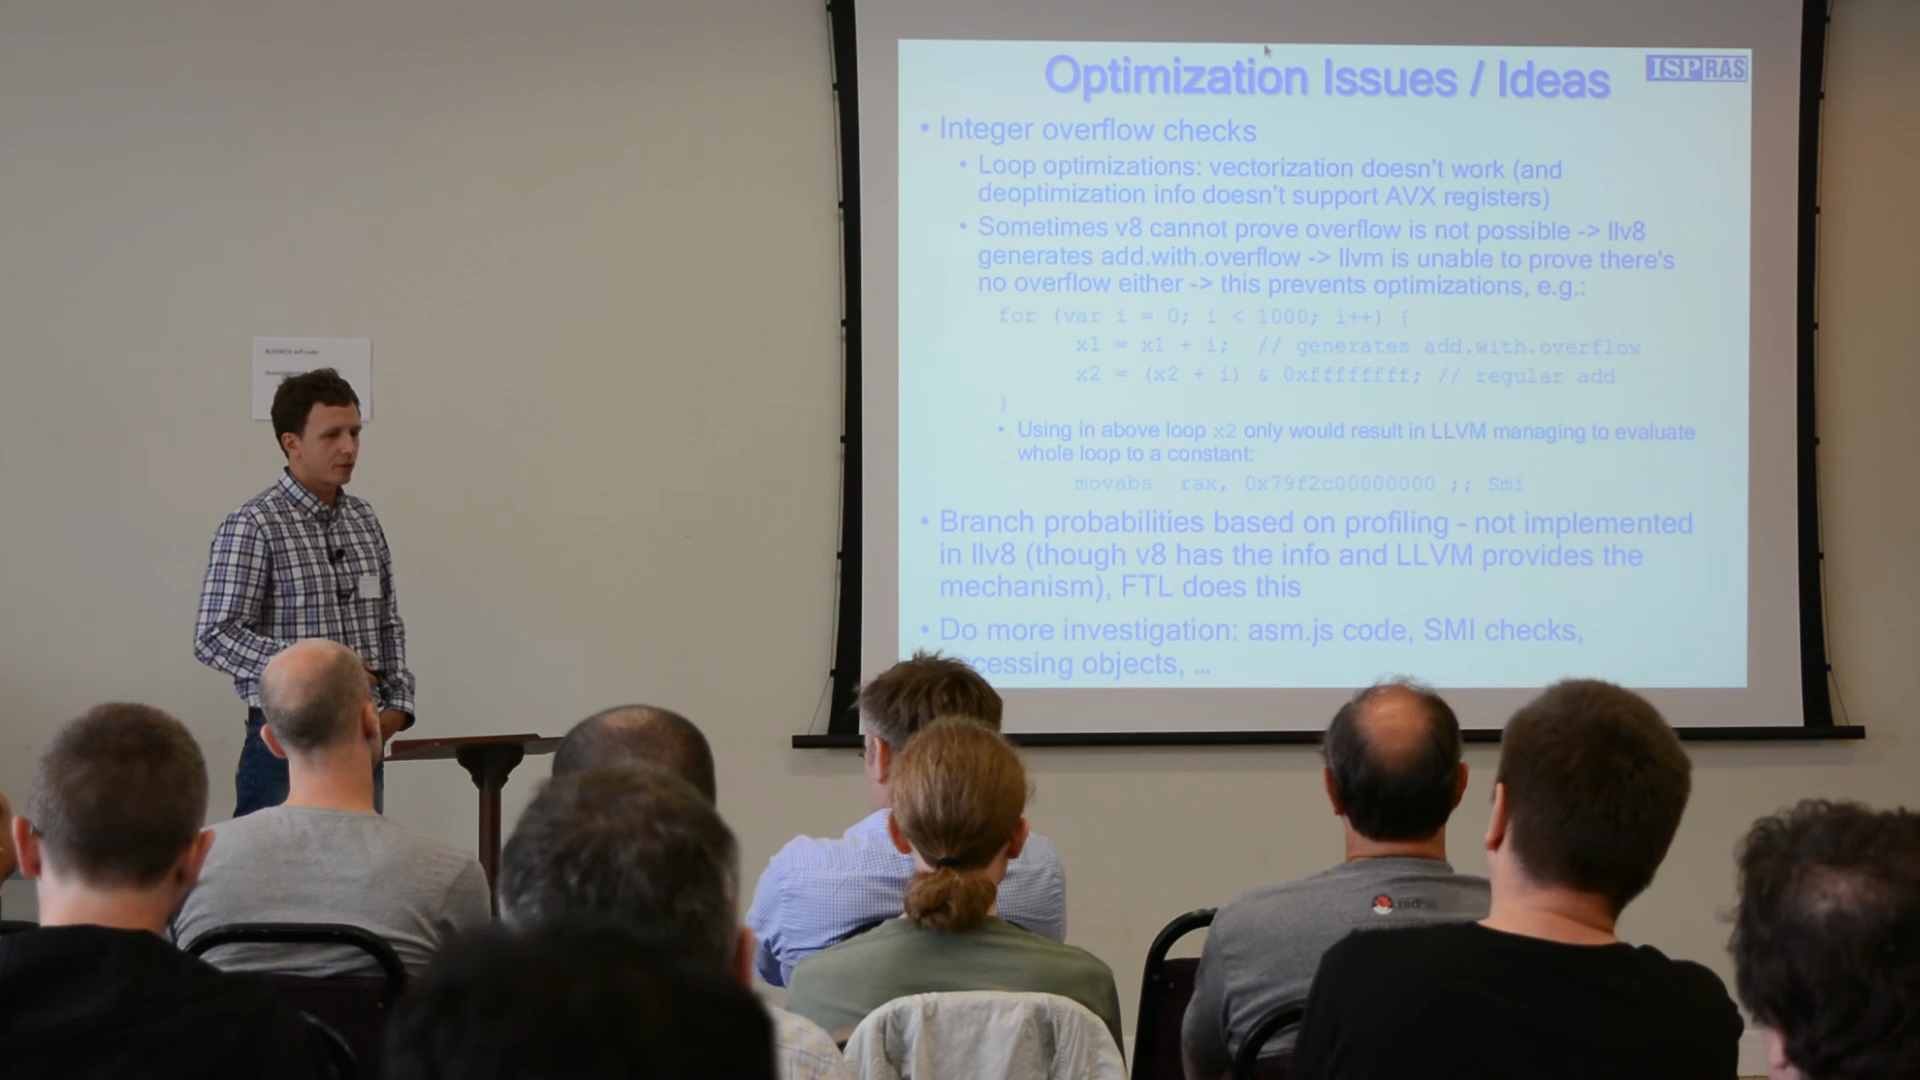 Optimization Issues / Ideas
ISP RAS
• Integer overflow checks
• Loop optimizations: vectorization doesn't work (and
deoptimization info doesn't support AVX registers)
• Sometimes v8 cannot prove overflow is not possible -> llv8
generates add.with.overflow -> llvm is unable to prove there's
no overflow either -> this prevents optimizations, e.g.:
for (var i = 0; i < 1000; i++) {
x1 = x1 + i; // generates add.with.overflow
x2 = (x2 + i) & 0xffffffff; // regular add
}
• Using in above loop x2 only would result in LLVM managing to evaluate
whole loop to a constant:
movabs rax, 0x79f2c00000000 ;; Smi
• Branch probabilities based on profiling - not implemented
in llv8 (though v8 has the info and LLVM provides the
mechanism), FTL does this
• Do more investigation: asm.js code, SMI checks,
cessing objects, ...